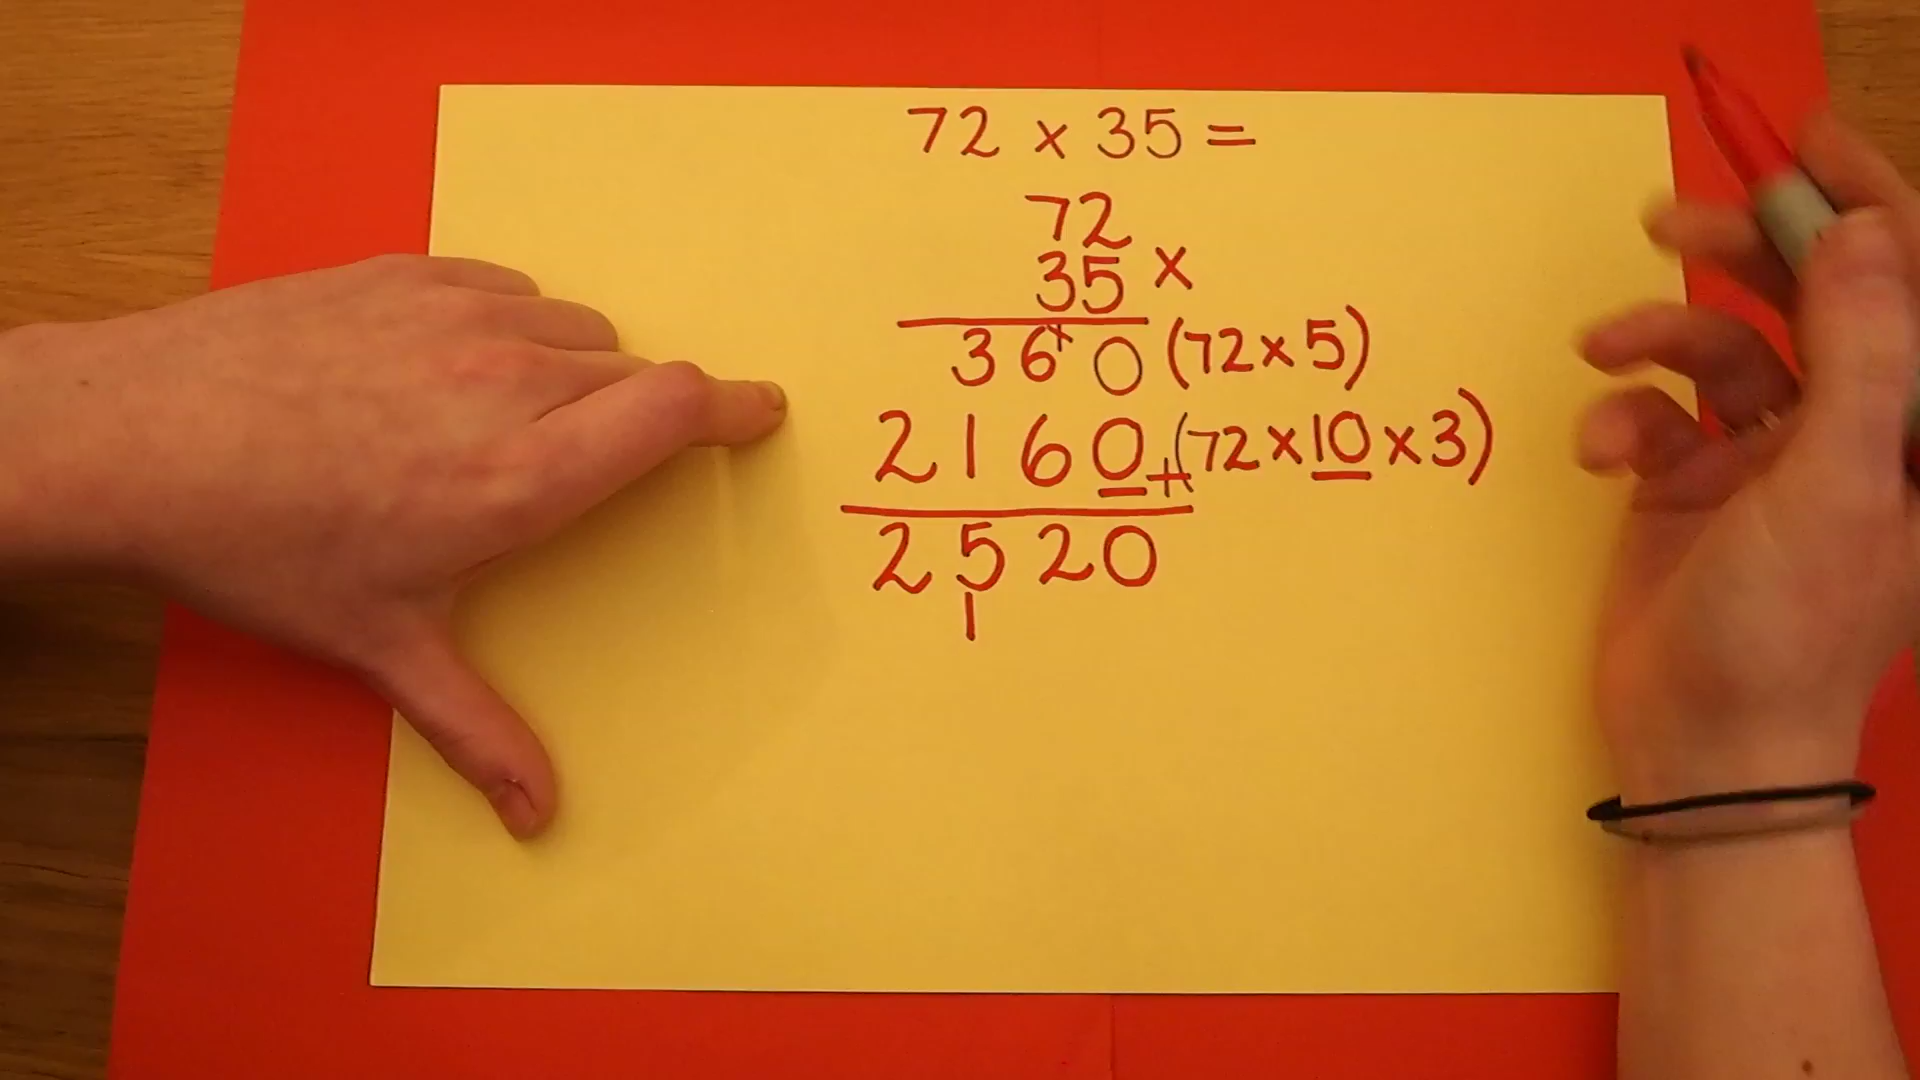 72 x 35 =
72
35 x
360 (72 x 5)
2160 + (72 x 10 x 3)
2520
1